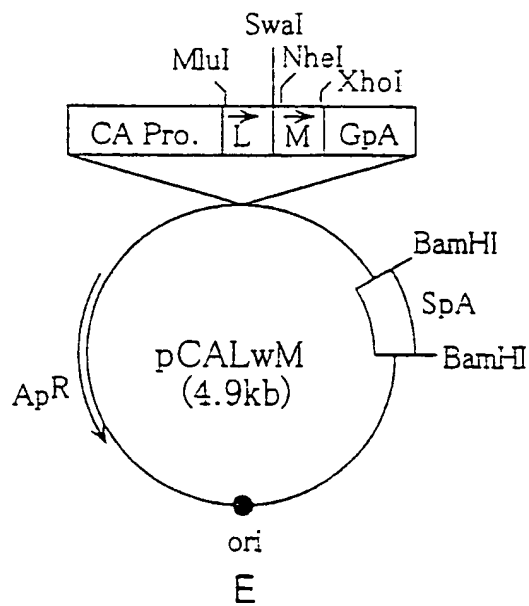 SwaI
MluI
NheI
XhoI
CA Pro.
L
M
GpA
BamHI
SpA
BamHI
pCALwM
(4.9kb)
ApR
ori
E